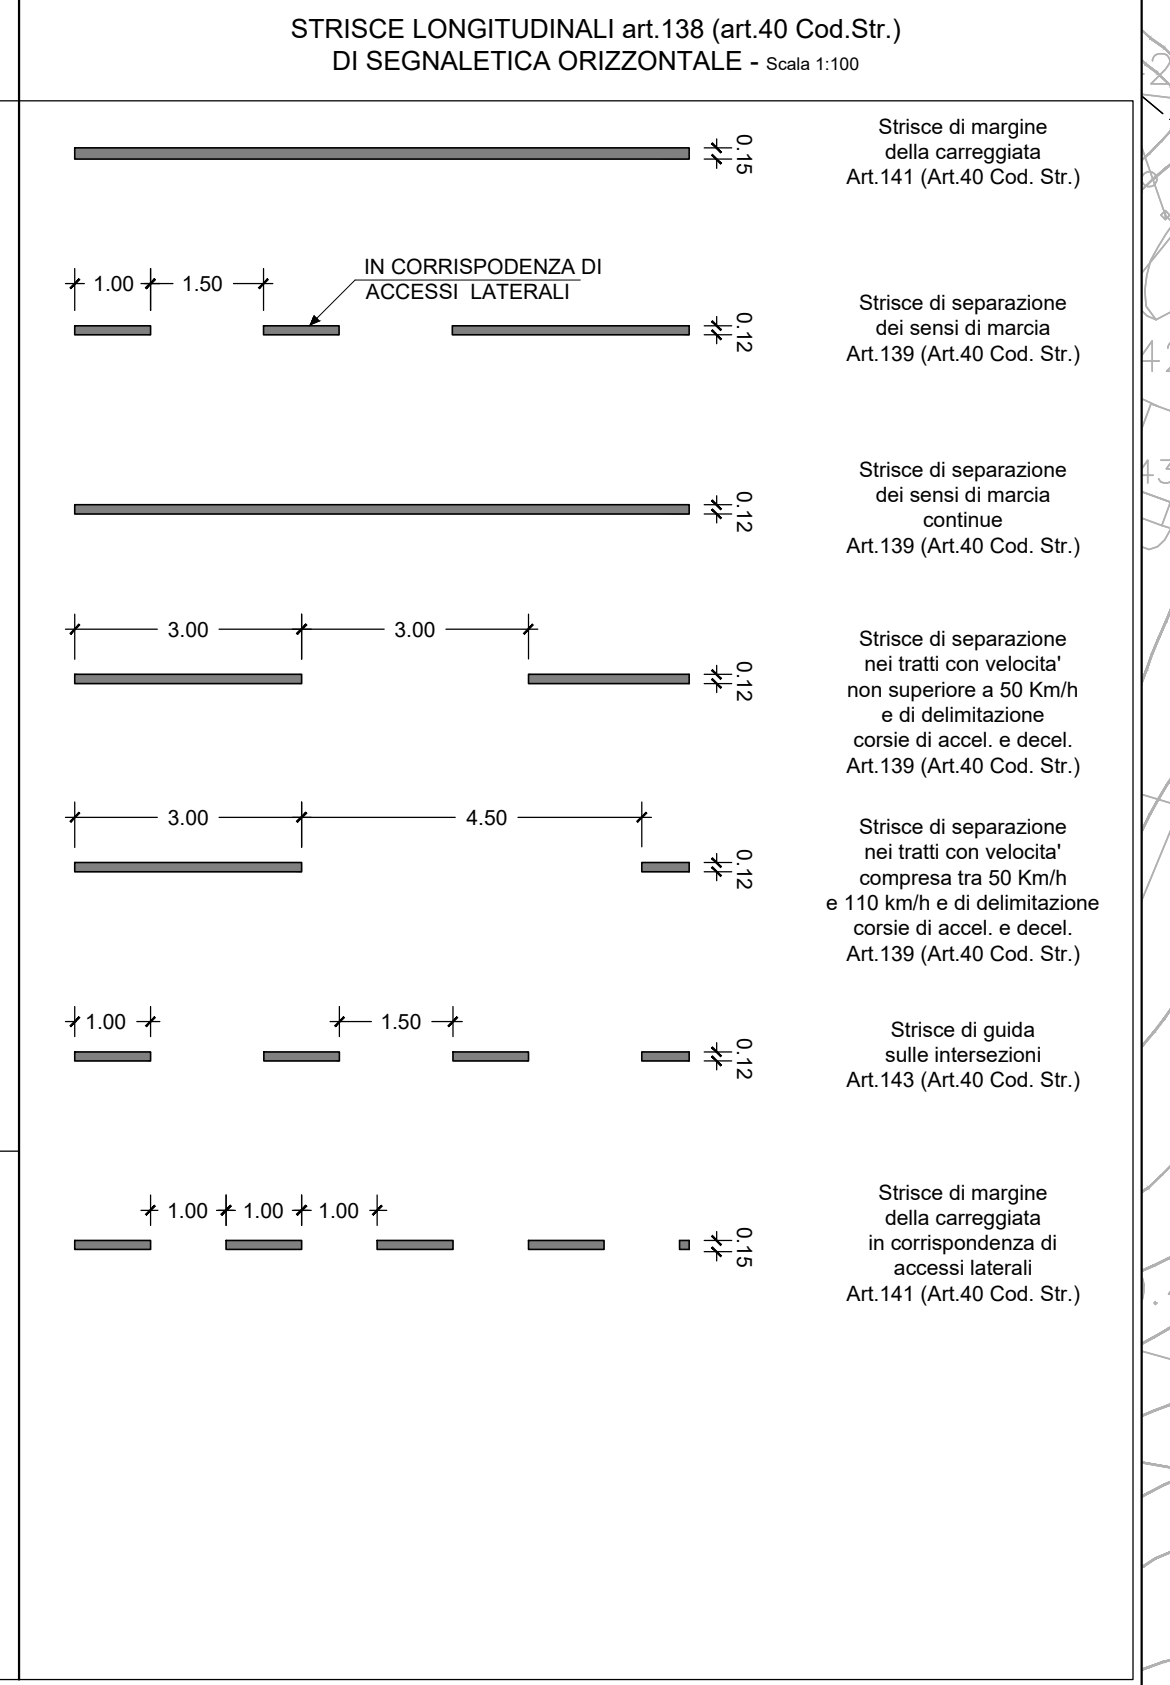 STRISCE LONGITUDINALI art.138 (art.40 Cod.Str.)
DI SEGNALETICA ORIZZONTALE - Scala 1:100
0.15
Strisce di margine
della carreggiata
Art.141 (Art.40 Cod. Str.)
1.00 1.50
IN CORRISPODENZA DI
ACCESSI LATERALI
0.12
Strisce di separazione
dei sensi di marcia
Art.139 (Art.40 Cod. Str.)
0.12
Strisce di separazione
dei sensi di marcia
continue
Art.139 (Art.40 Cod. Str.)
3.00 3.00
0.12
Strisce di separazione
nei tratti con velocita'
non superiore a 50 Km/h
e di delimitazione
corsie di accel. e decel.
Art.139 (Art.40 Cod. Str.)
3.00 4.50
0.12
Strisce di separazione
nei tratti con velocita'
compresa tra 50 Km/h
e 110 km/h e di delimitazione
corsie di accel. e decel.
Art.139 (Art.40 Cod. Str.)
1.00 1.50
0.12
Strisce di guida
sulle intersezioni
Art.143 (Art.40 Cod. Str.)
1.00 1.00 1.00
0.15
Strisce di margine
della carreggiata
in corrispondenza di
accessi laterali
Art.141 (Art.40 Cod. Str.)